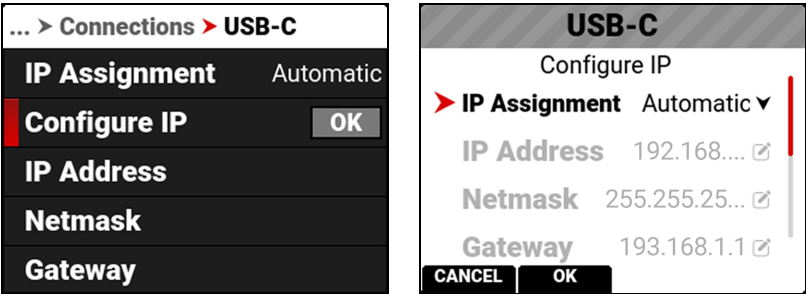 ... > Connections > USB-C
IP Assignment Automatic
Configure IP OK
IP Address
Netmask
Gateway
USB-C
Configure IP
IP Assignment Automatic
IP Address 192.168....
Netmask 255.255.25...
Gateway 193.168.1.1
CANCEL OK